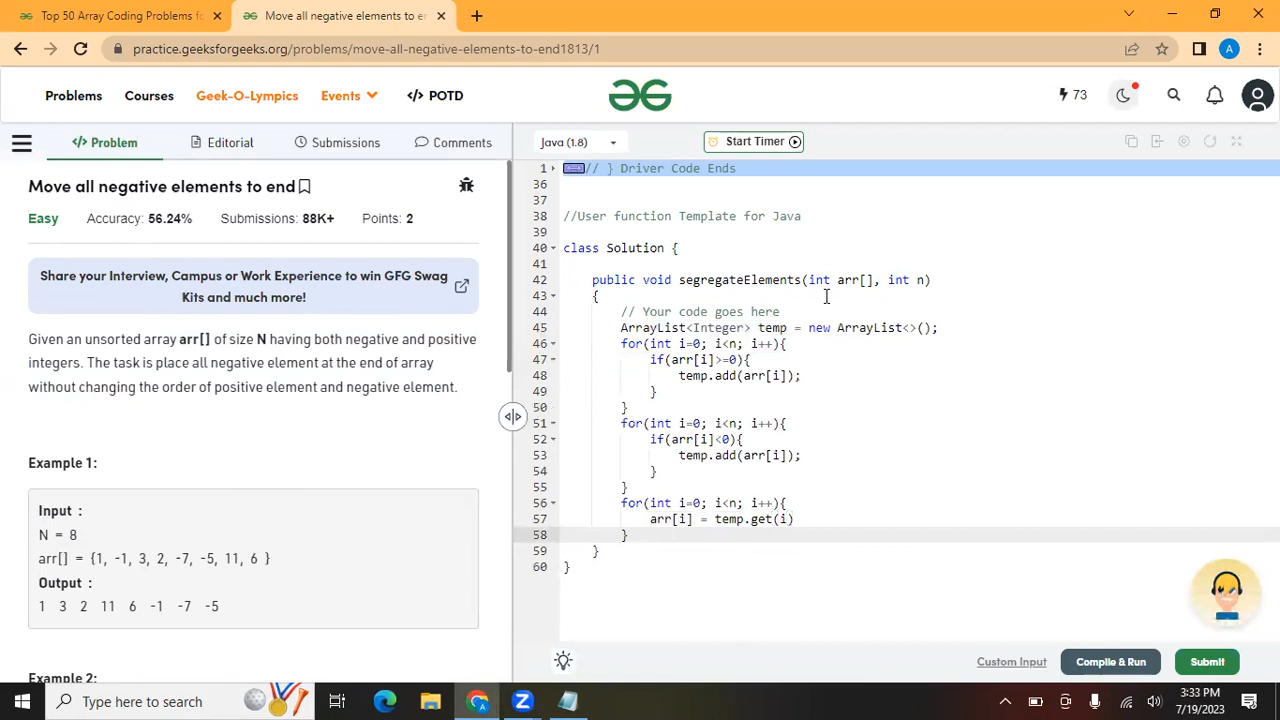 Top 50 Array Coding Problems fo
Move all negative elements to er
practice.geeksforgeeks.org/problems/move-all-negative-elements-to-end1813/1
A
Problems
Courses
Geek-O-Lympics
Events
</> POTD
73
</> Problem
Editorial
Submissions
Comments
Java (1.8)
Start Timer
Move all negative elements to end
Easy
Accuracy: 56.24%
Submissions: 88K+
Points: 2
Share your Interview, Campus or Work Experience to win GFG Swag
Kits and much more!
Given an unsorted array arr[] of size N having both negative and positive
integers. The task is place all negative element at the end of array
without changing the order of positive element and negative element.
Example 1:
Input :
N = 8
arr[] = {1, -1, 3, 2, -7, -5, 11, 6 }
Output :
1 3 2 11 6 -1 -7 -5
Example 2:
1 // } Driver Code Ends
36
37
38 //User function Template for Java
39
40 class Solution {
41
42 public void segregateElements(int arr[], int n)
43 {
44 // Your code goes here
45 ArrayList<Integer> temp = new ArrayList<>();
46 for(int i=0; i<n; i++){
47 if(arr[i]>=0){
48 temp.add(arr[i]);
49 }
50 }
51 for(int i=0; i<n; i++){
52 if(arr[i]<0){
53 temp.add(arr[i]);
54 }
55 }
56 for(int i=0; i<n; i++){
57 arr[i] = temp.get(i)
58 }
59 }
60 }
Custom Input
Compile & Run
Submit
Type here to search
3:33 PM
7/19/2023